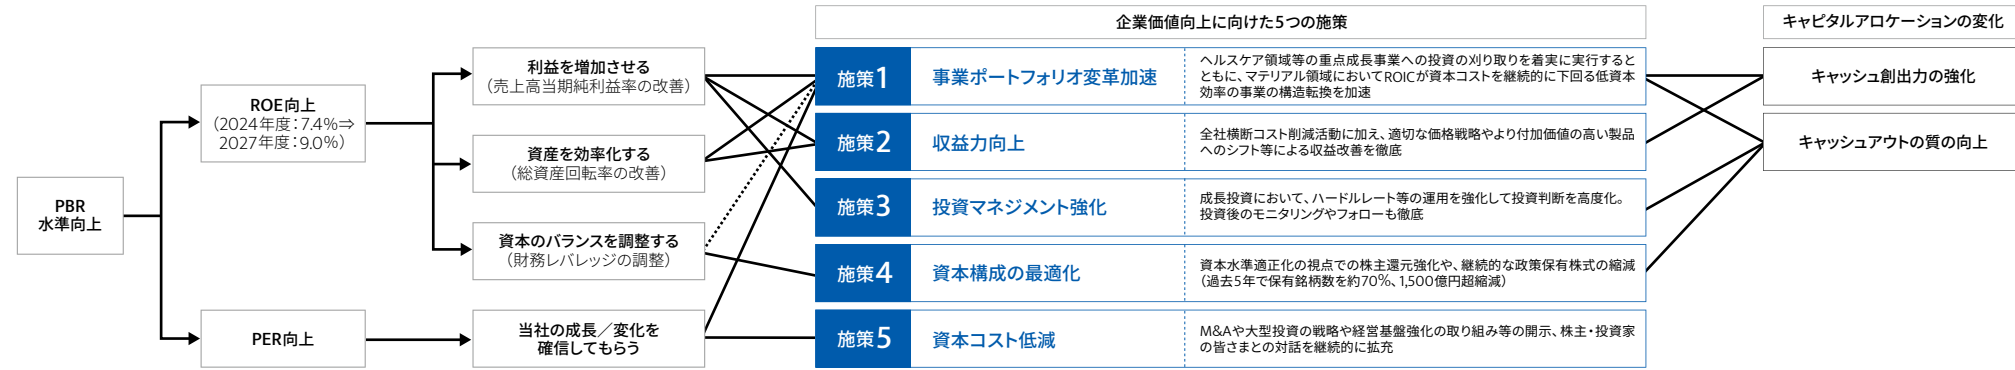 PBR
水準向上
ROE向上
（2024年度：7.4%⇒
2027年度：9.0%）
PER向上
利益を増加させる
（売上高当期純利益率の改善）
資産を効率化する
（総資産回転率の改善）
資本のバランスを調整する
（財務レバレッジの調整）
当社の成長／変化を
確信してもらう
企業価値向上に向けた5つの施策
施策1
事業ポートフォリオ変革加速
ヘルスケア領域等の重点成長事業への投資の刈り取りを着実に実行すると
ともに、マテリアル領域においてROICが資本コストを継続的に下回る低資本
効率の事業の構造転換を加速
施策2
収益力向上
全社横断コスト削減活動に加え、適切な価格戦略やより付加価値の高い製品
へのシフト等による収益改善を徹底
施策3
投資マネジメント強化
成長投資において、ハードルレート等の運用を強化して投資判断を高度化。
投資後のモニタリングやフォローも徹底
施策4
資本構成の最適化
資本水準適正化の視点での株主還元強化や、継続的な政策保有株式の縮減
（過去5年で保有銘柄数を約70%、1,500億円超縮減）
施策5
資本コスト低減
M&Aや大型投資の戦略や経営基盤強化の取り組み等の開示、株主・投資家
の皆さまとの対話を継続的に拡充
キャピタルアロケーションの変化
キャッシュ創出力の強化
キャッシュアウトの質の向上